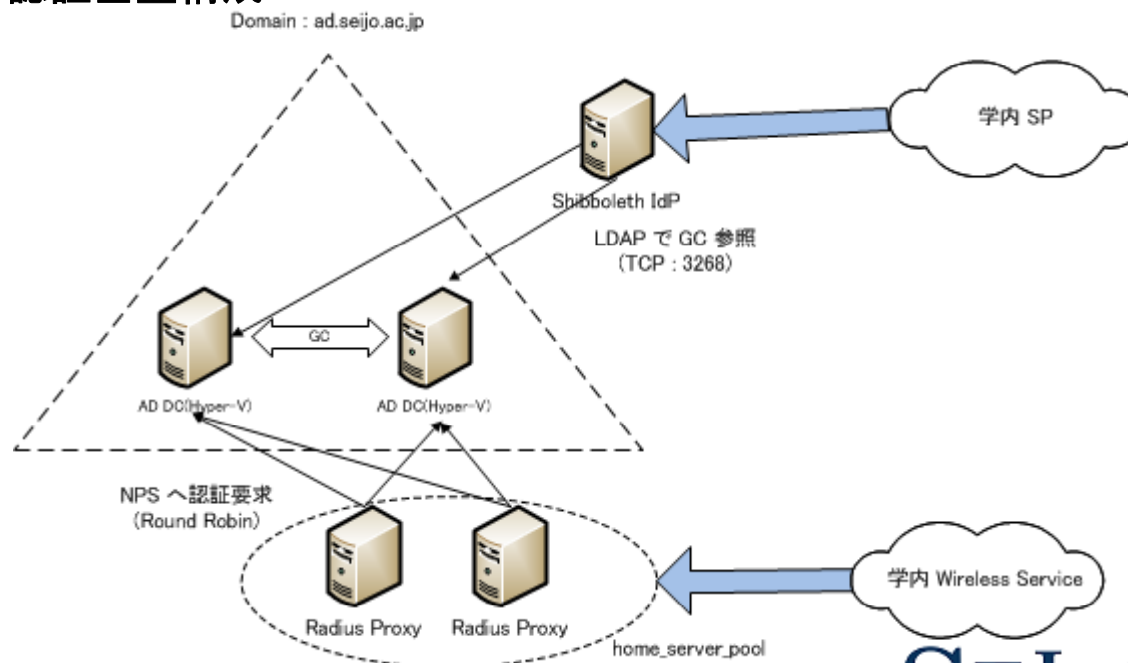 Domain : ad.seijo.ac.jp
学内 SP
Shibboleth IdP
LDAP で GC 参照
(TCP : 3268)
GC
AD DC(Hyper-V)
AD DC(Hyper-V)
NPS へ認証要求
(Round Robin)
学内 Wireless Service
Radius Proxy
Radius Proxy
home_server_pool